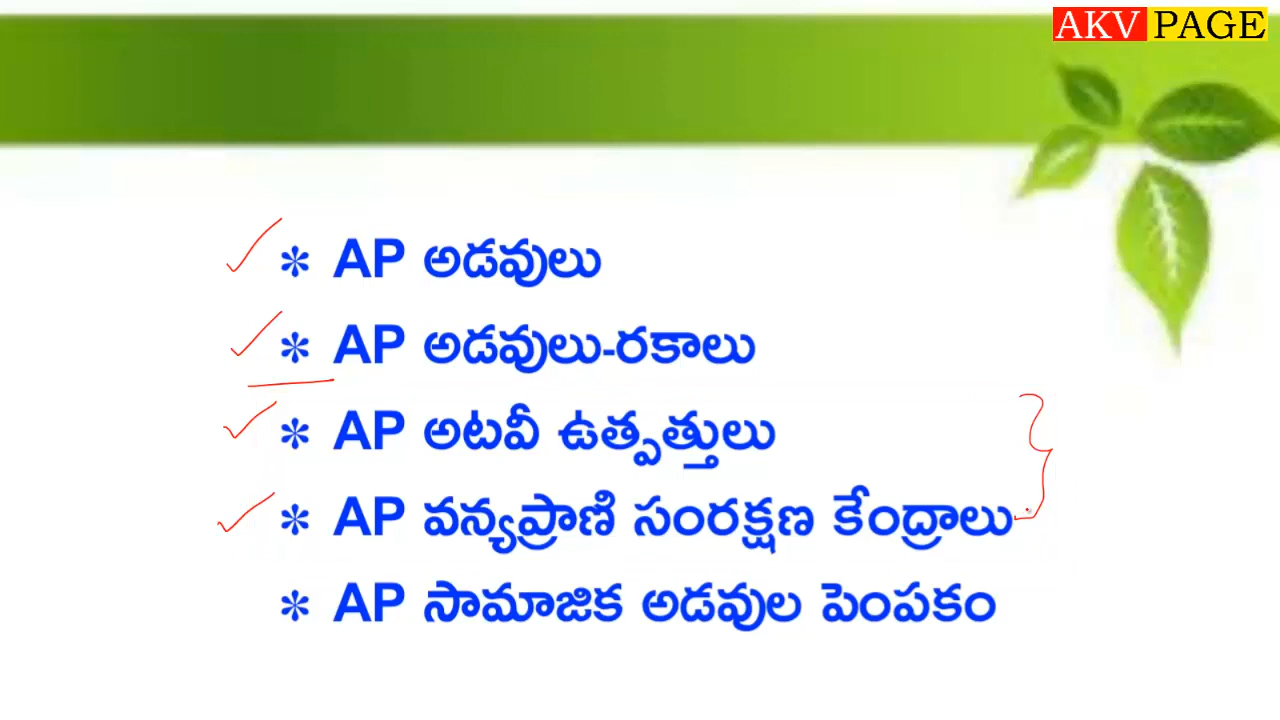 AKV PAGE
* AP అడవులు
* AP అడవులు-రకాలు
* AP అటవీ ఉత్పత్తులు
* AP వన్యప్రాణి సంరక్షణ కేంద్రాలు
* AP సామాజిక అడవుల పెంపకం